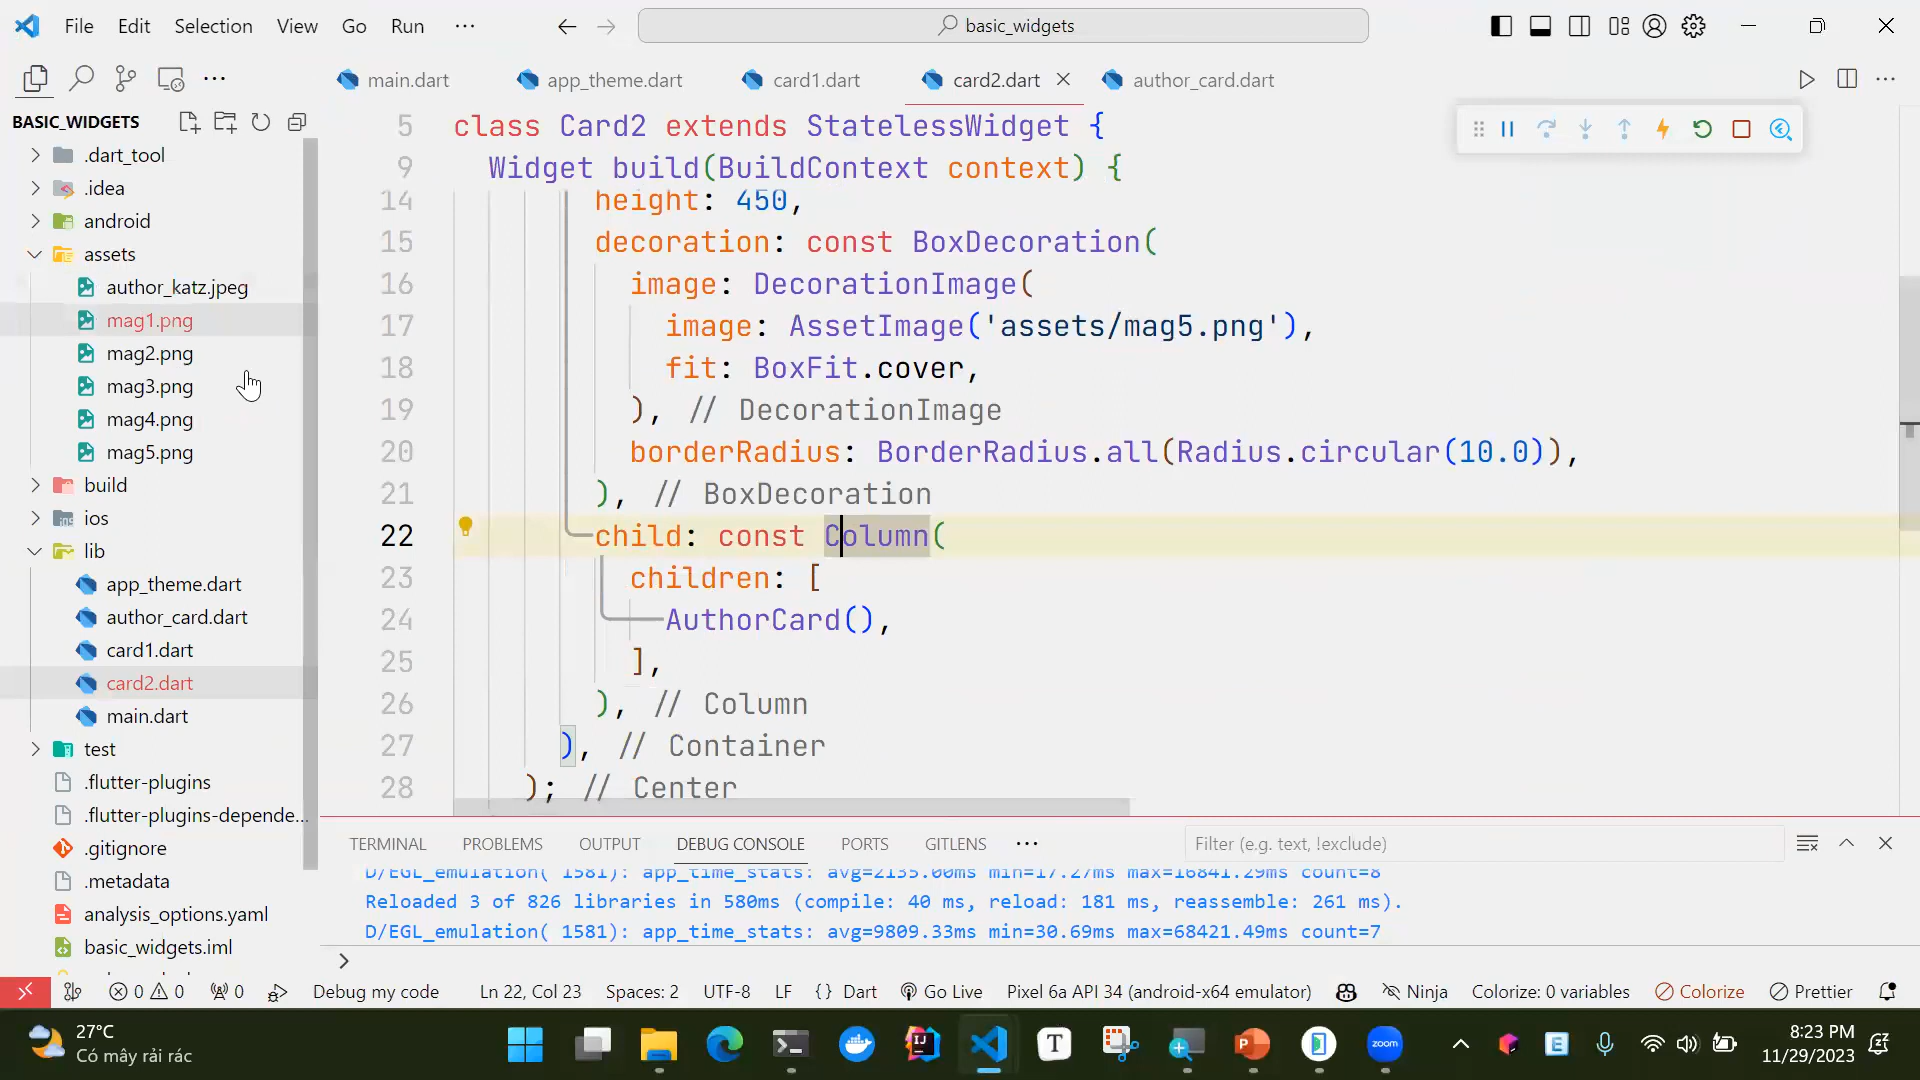 File Edit Selection View Go Run ··· basic_widgets
main.dart app_theme.dart card1.dart card2.dart author_card.dart
BASIC_WIDGETS
.dart_tool
.idea
android
assets
author_katz.jpeg
mag1.png
mag2.png
mag3.png
mag4.png
mag5.png
build
ios
lib
app_theme.dart
author_card.dart
card1.dart
card2.dart
main.dart
test
.flutter-plugins
.flutter-plugins-depende...
.gitignore
.metadata
analysis_options.yaml
basic_widgets.iml
5 class Card2 extends StatelessWidget {
9 Widget build(BuildContext context) {
14 height: 450,
15 decoration: const BoxDecoration(
16 image: DecorationImage(
17 image: AssetImage('assets/mag5.png'),
18 fit: BoxFit.cover,
19 ), // DecorationImage
20 borderRadius: BorderRadius.all(Radius.circular(10.0)),
21 ), // BoxDecoration
22 child: const Column(
23 children: [
24 AuthorCard(),
25 ],
26 ), // Column
27 ), // Container
28 ); // Center
TERMINAL PROBLEMS OUTPUT DEBUG CONSOLE PORTS GITLENS ··· Filter (e.g. text, !exclude)
D/EGL_emulation( 1581): app_time_stats: avg=2135.00ms min=17.27ms max=16841.29ms count=8
Reloaded 3 of 826 libraries in 580ms (compile: 40 ms, reload: 181 ms, reassemble: 261 ms).
D/EGL_emulation( 1581): app_time_stats: avg=9809.33ms min=30.69ms max=68421.49ms count=7
>
0 0 0 Debug my code Ln 22, Col 23 Spaces: 2 UTF-8 LF {} Dart Go Live Pixel 6a API 34 (android-x64 emulator) Ninja Colorize: 0 variables Colorize Prettier
27°C
Có mây rải rác
zoom
8:23 PM
11/29/2023